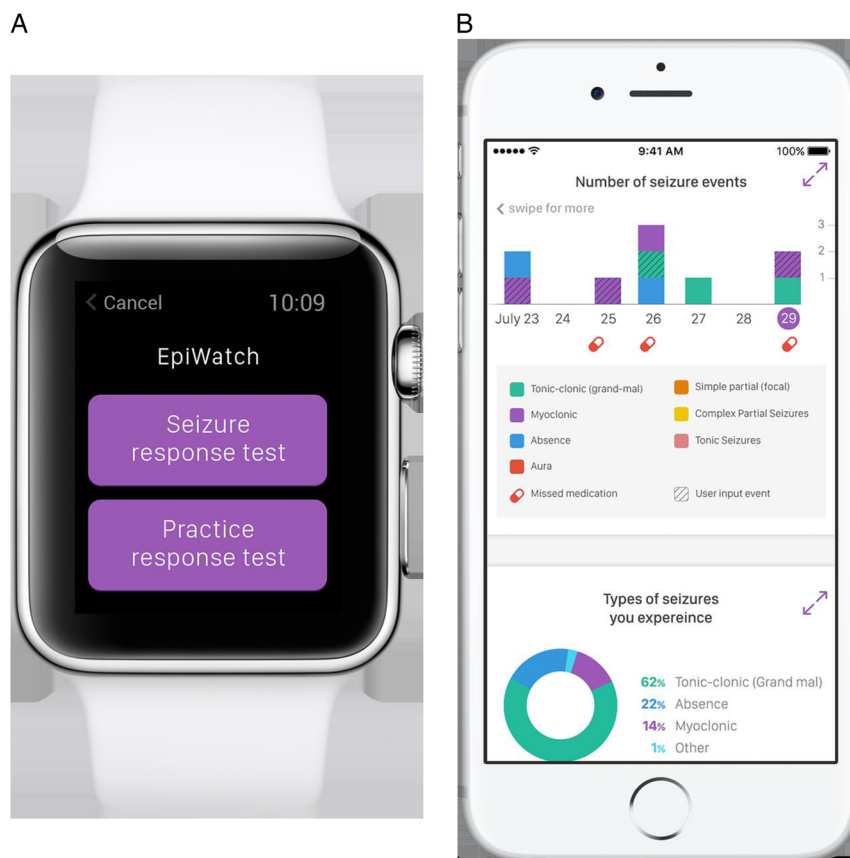 A
Cancel 10:09
EpiWatch
Seizure
response test
Practice
response test
B
9:41 AM 100%
Number of seizure events
swipe for more
3
2
1
July 23 24 25 26 27 28 29
Tonic-clonic (grand-mal)
Myoclonic
Absence
Aura
Missed medication
Simple partial (focal)
Complex Partial Seizures
Tonic Seizures
User input event
Types of seizures
you expereince
62% Tonic-clonic (Grand mal)
22% Absence
14% Myoclonic
1% Other